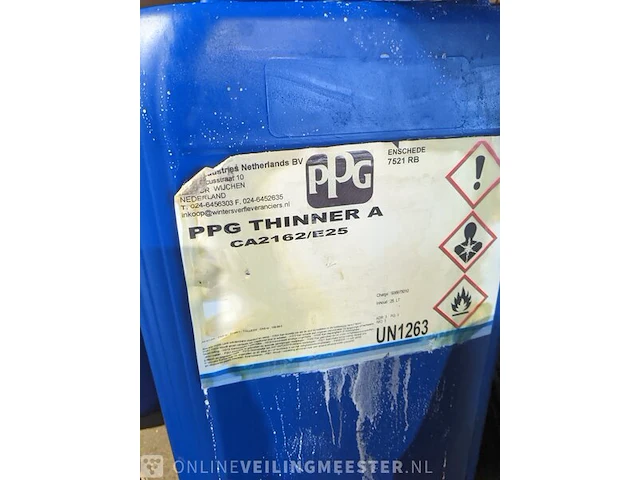 Industries Netherlands BV
10
WIJCHEN
NEDERLAND
T. 024-6456303 F. 024-6452635
inkoop@wintersverfleveranciers.nl
PPG
ENSCHEDE
7521 RB
PPG THINNER A
CA2162/E25
UN1263
ONLINEVEILINGMEESTER.NL